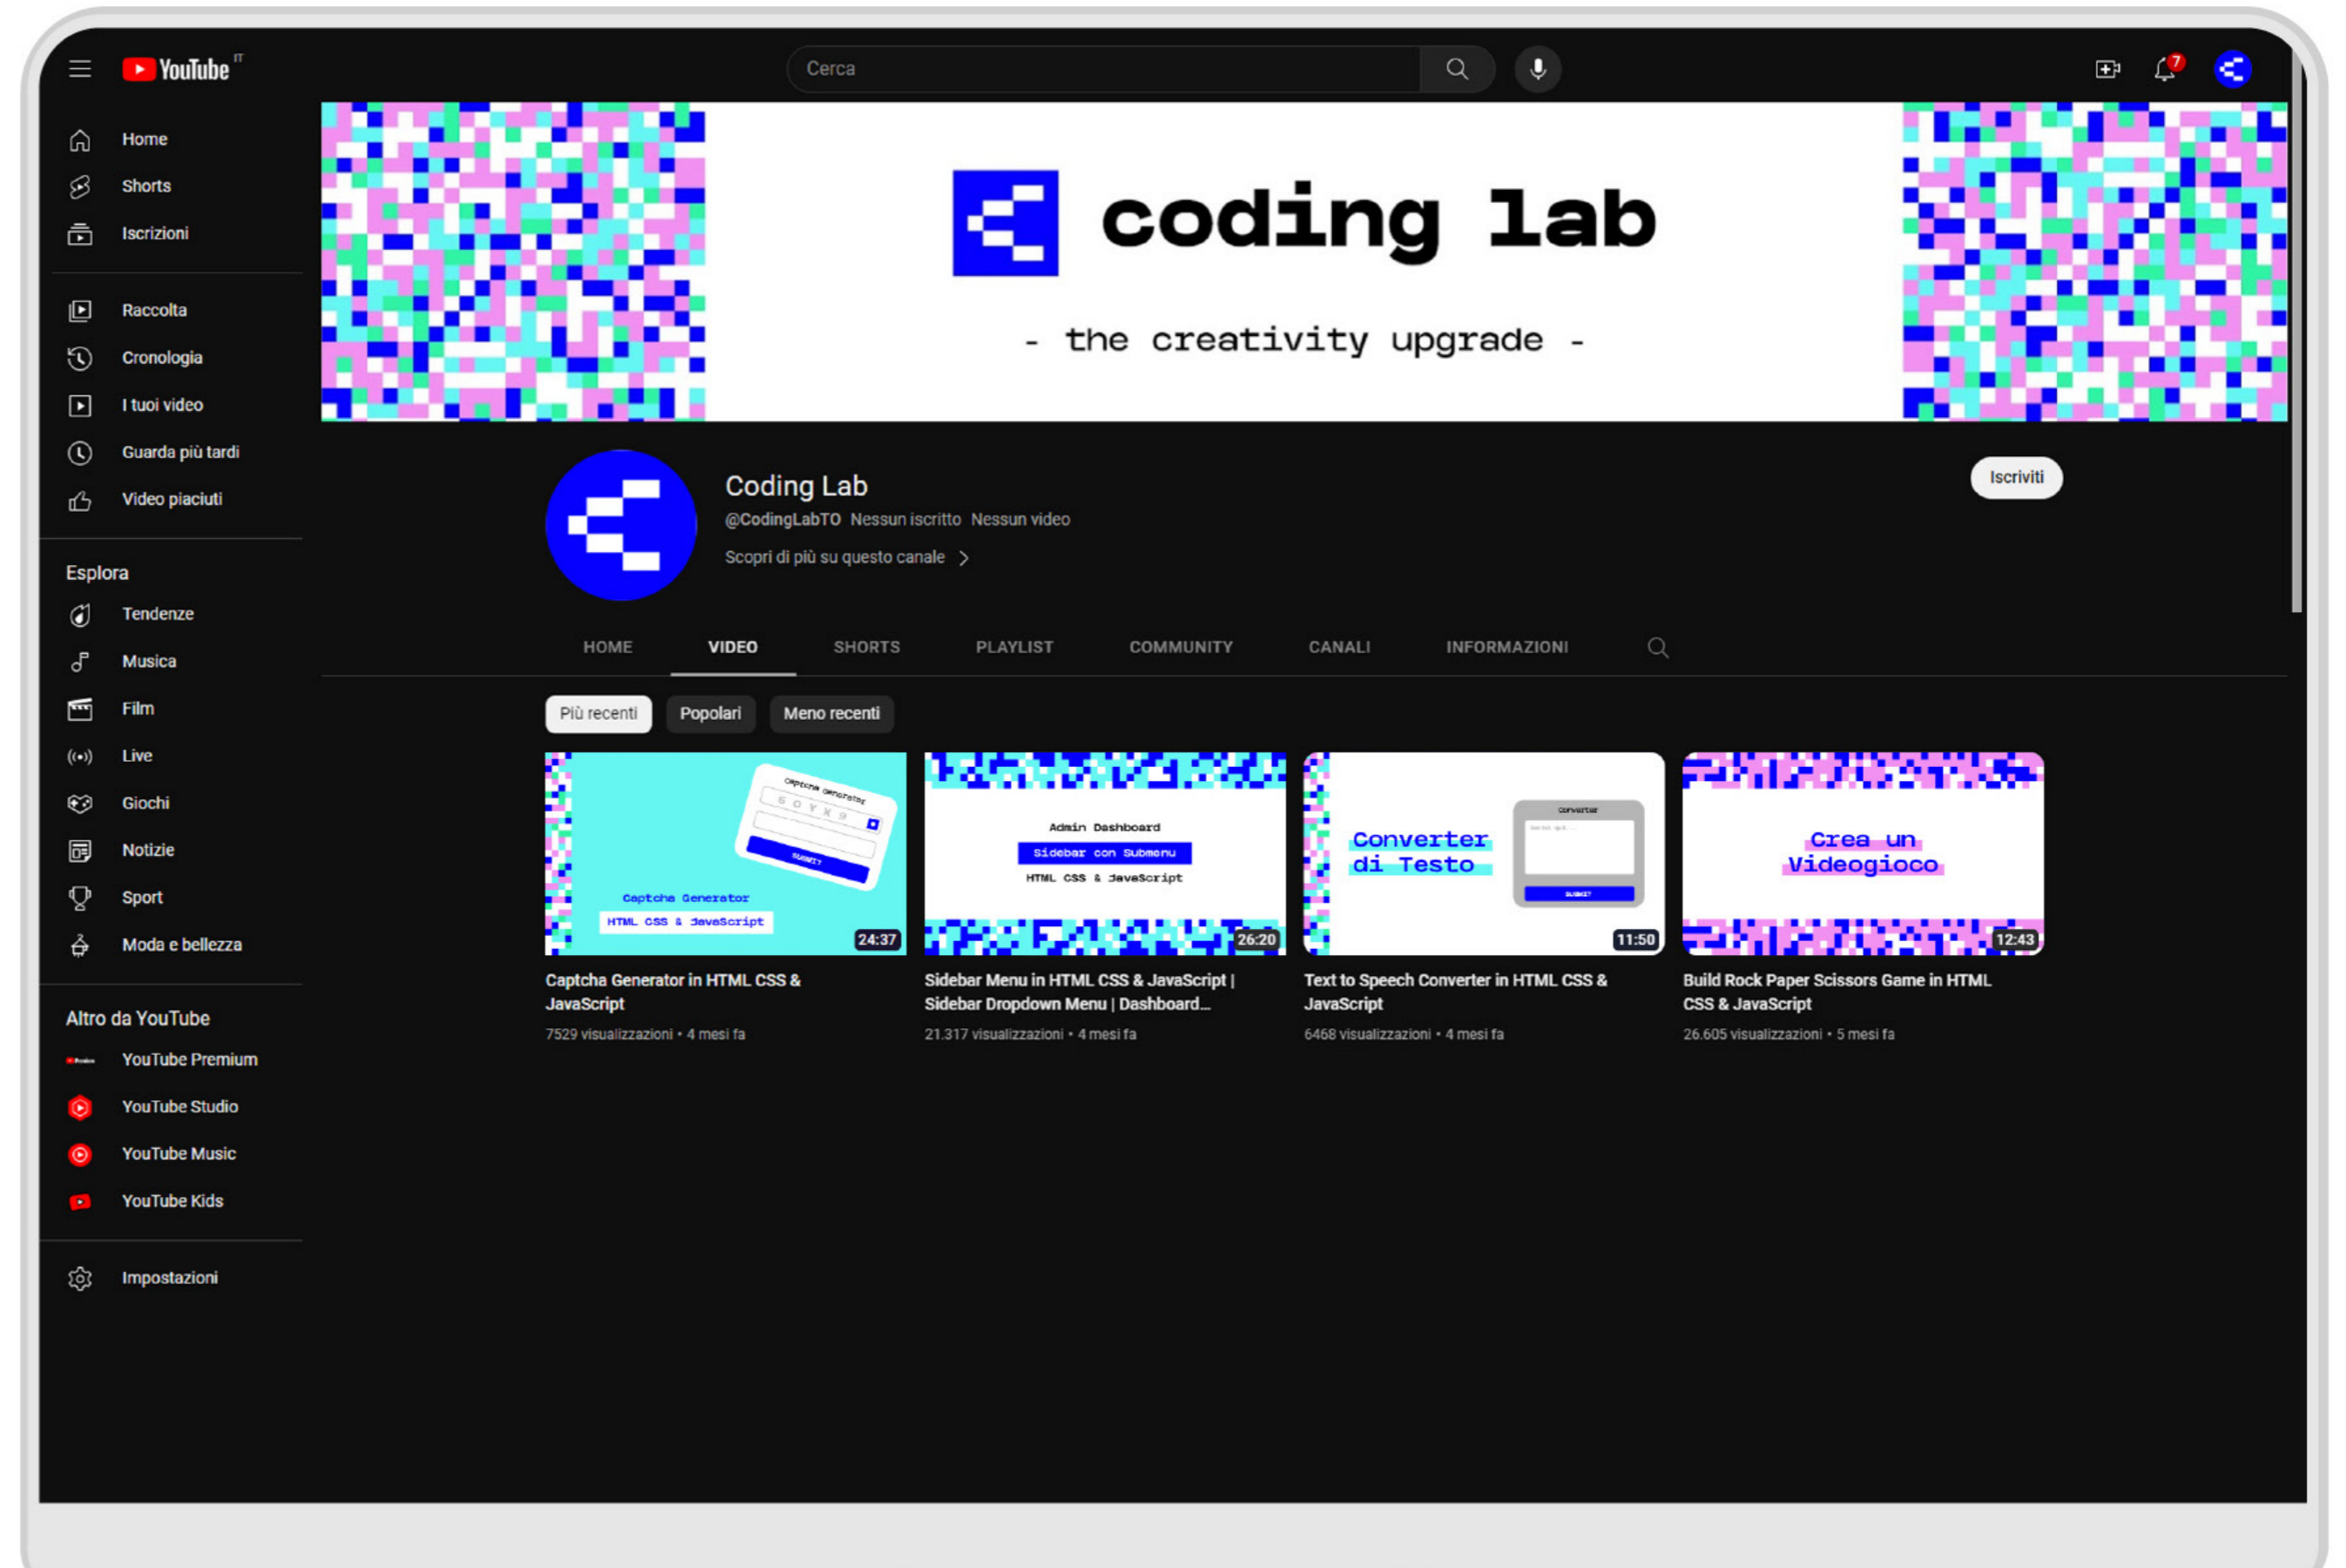 YouTube IT
Cerca
7
Home
Shorts
Iscrizioni
Raccolta
Cronologia
I tuoi video
Guarda più tardi
Video piaciuti
Esplora
Tendenze
Musica
Film
Live
Giochi
Notizie
Sport
Moda e bellezza
Altro da YouTube
YouTube Premium
YouTube Studio
YouTube Music
YouTube Kids
Impostazioni
coding lab
- the creativity upgrade -
Coding Lab
@CodingLabTO Nessun iscritto Nessun video
Scopri di più su questo canale
Iscriviti
HOME VIDEO SHORTS PLAYLIST COMMUNITY CANALI INFORMAZIONI
Più recenti Popolari Meno recenti
Captcha Generator
6 0 Y X 9
SUBMIT
Captcha Generator
HTML CSS & JavaScript
24:37
Captcha Generator in HTML CSS &
JavaScript
7529 visualizzazioni • 4 mesi fa
Admin Dashboard
Sidebar con Submenu
HTML CSS & JavaScript
26:20
Sidebar Menu in HTML CSS & JavaScript |
Sidebar Dropdown Menu | Dashboard...
21.317 visualizzazioni • 4 mesi fa
Converter
di Testo
Converter
SUBMIT
11:50
Text to Speech Converter in HTML CSS &
JavaScript
6468 visualizzazioni • 4 mesi fa
Crea un
Videogioco
12:43
Build Rock Paper Scissors Game in HTML
CSS & JavaScript
26.605 visualizzazioni • 5 mesi fa